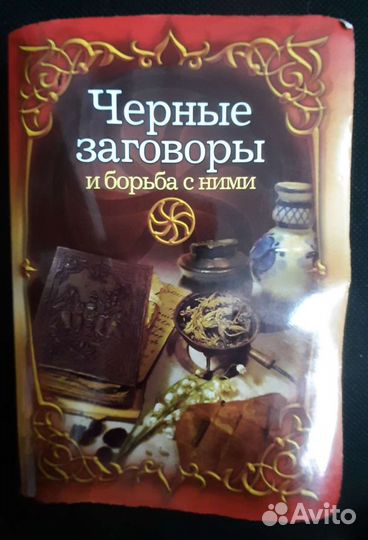 Черные
заговоры
и борьба с ними
Avito